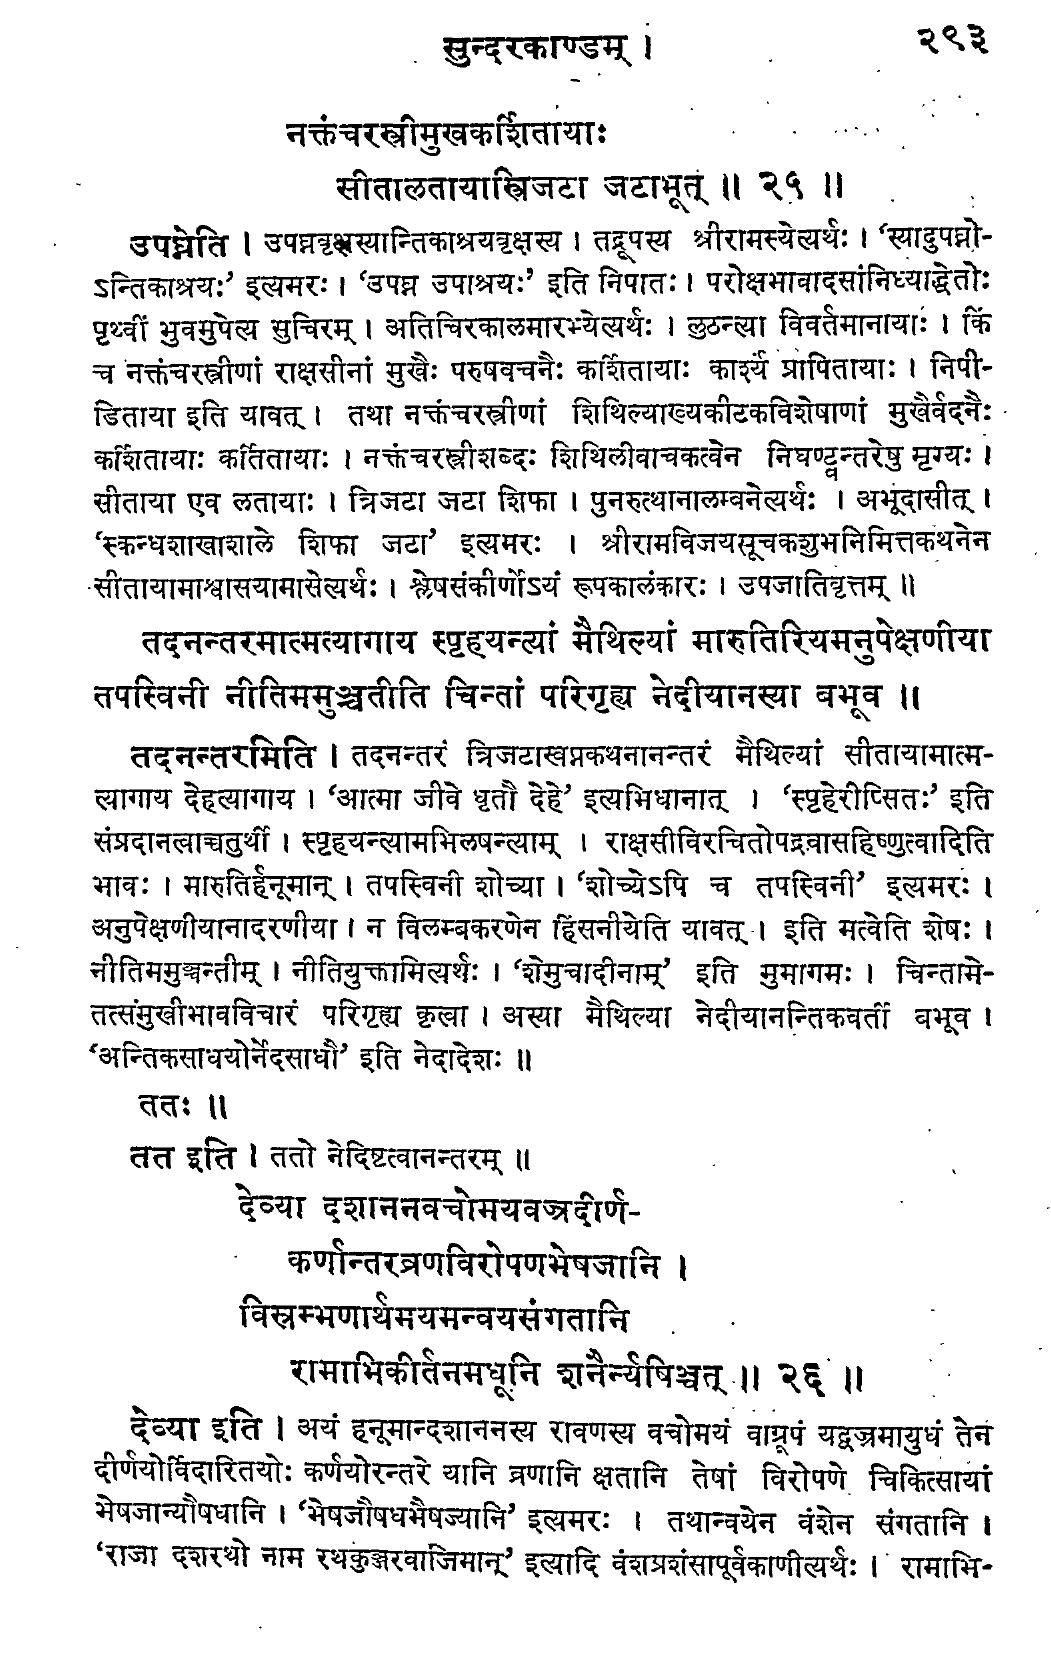 सुन्दरकाण्डम् । २९३
नक्तंचरस्त्रीमुखकर्शितायाः
सीतालतायास्त्रिजटा जटाभूत् ॥ २५ ॥
उपघ्नेति । उपघ्नवृक्षस्यान्तिकाश्रयवृक्षस्य । तद्रूपस्य श्रीरामस्येत्यर्थः । ‘स्यादुपघ्नो-
ऽन्तिकाश्रयः’ इत्यमरः । ‘उपघ्न उपाश्रयः’ इति निपातः । परोक्षभावादसांनिध्याद्धेतोः
पृथ्वीं भुवमुपेत्य सुचिरम् । अतिचिरकालमारभ्येत्यर्थः । लुठन्त्या विवर्तमानायाः । किं
च नक्तंचरस्त्रीणां राक्षसीनां मुखैः परुषवचनैः कर्शितायाः कार्श्यं प्रापितायाः । निपी-
डिताया इति यावत् । तथा नक्तंचरस्त्रीणां शिथिल्याख्यकीटकविशेषाणां मुखैर्वदनैः
कर्शितायाः कर्तितायाः । नक्तंचरस्त्रीशब्दः शिथिलीवाचकत्वेन निघण्ट्वन्तरेषु मृग्यः ।
सीताया एव लतायाः । त्रिजटा जटा शिफा । पुनरुत्थानालम्बनेत्यर्थः । अभूदासीत् ।
‘स्कन्धशाखाशाले शिफा जटा’ इत्यमरः । श्रीरामविजयसूचकशुभनिमित्तकथनेन
सीतायामाश्वासयामासेत्यर्थः । श्लेषसंकीर्णोऽयं रूपकालंकारः । उपजातिवृत्तम् ॥
तदनन्तरमात्मत्यागाय स्पृहयन्त्यां मैथिल्यां मारुतिरियमनुपेक्षणीया
तपस्विनी नीतिममुञ्चतीति चिन्तां परिगृह्य नेदीयानस्या बभूव ॥
तदनन्तरमिति । तदनन्तरं त्रिजटास्वप्नकथनानन्तरं मैथिल्यां सीतायामात्म-
त्यागाय देहत्यागाय । ‘आत्मा जीवे धृतौ देहे’ इत्यभिधानात् । ‘स्पृहेरीप्सितः’ इति
संप्रदानत्वाच्चतुर्थी । स्पृहयन्त्यामभिलषन्त्याम् । राक्षसीविरचितोपद्रवासहिष्णुत्वादिति
भावः । मारुतिर्हनूमान् । तपस्विनी शोच्या । ‘शोच्येऽपि च तपस्विनी’ इत्यमरः ।
अनुपेक्षणीयानादरणीया । न विलम्बकरणेन हिंसनीयेति यावत् । इति मत्वेति शेषः ।
नीतिममुञ्चन्तीम् । नीतियुक्तामित्यर्थः । ‘शेमुचादीनाम्’ इति मुमागमः । चिन्तामे-
तत्संमुखीभावविचारं परिगृह्य कृत्वा । अस्या मैथिल्या नेदीयानन्तिकवर्ती बभूव ।
‘अन्तिकसाधयोर्नेदसाधौ’ इति नेदादेशः ॥
ततः ॥
तत इति । ततो नेदिष्टत्वानन्तरम् ॥
देव्या दशाननवचोमयवज्रदीर्ण-
कर्णान्तरव्रणविरोपणभेषजानि ।
विस्रम्भणार्थमयमन्वयसंगतानि
रामाभिकीर्तनमधूनि शनैर्न्यषिञ्चत् ॥ २६ ॥
देव्या इति । अयं हनूमान्दशाननस्य रावणस्य वचोमयं वाग्रूपं यद्वज्रमायुधं तेन
दीर्णयोर्विदारितयोः कर्णयोरन्तरे यानि व्रणानि क्षतानि तेषां विरोपणे चिकित्सायां
भेषजान्यौषधानि । ‘भेषजौषधभैषज्यानि’ इत्यमरः । तथान्वयेन वंशेन संगतानि ।
‘राजा दशरथो नाम रथकुञ्जरवाजिमान्’ इत्यादि वंशप्रशंसापूर्वकाणीत्यर्थः । रामाभि-